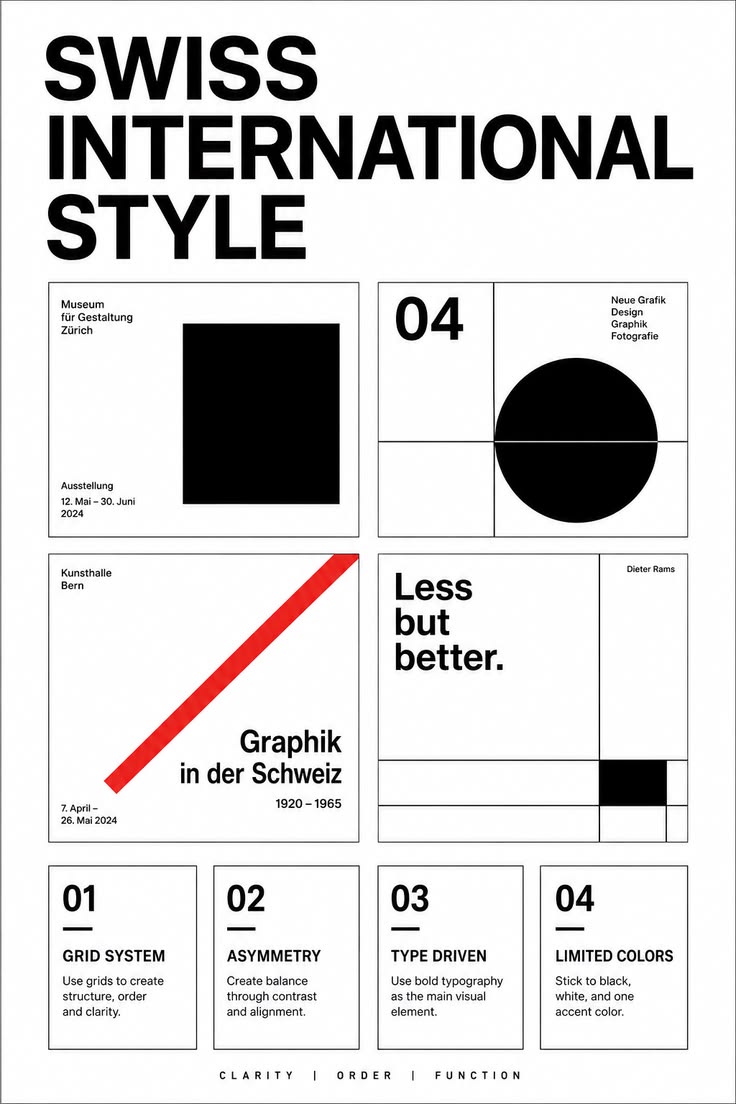 SWISS
INTERNATIONAL
STYLE
Museum
für Gestaltung
Zürich
Ausstellung
12. Mai – 30. Juni
2024
04
Neue Grafik
Design
Graphik
Fotografie
Kunsthalle
Bern
Graphik
in der Schweiz
1920 – 1965
7. April –
26. Mai 2024
Less
but
better.
Dieter Rams
01
GRID SYSTEM
Use grids to create
structure, order
and clarity.
02
ASYMMETRY
Create balance
through contrast
and alignment.
03
TYPE DRIVEN
Use bold typography
as the main visual
element.
04
LIMITED COLORS
Stick to black,
white, and one
accent color.
CLARITY | ORDER | FUNCTION